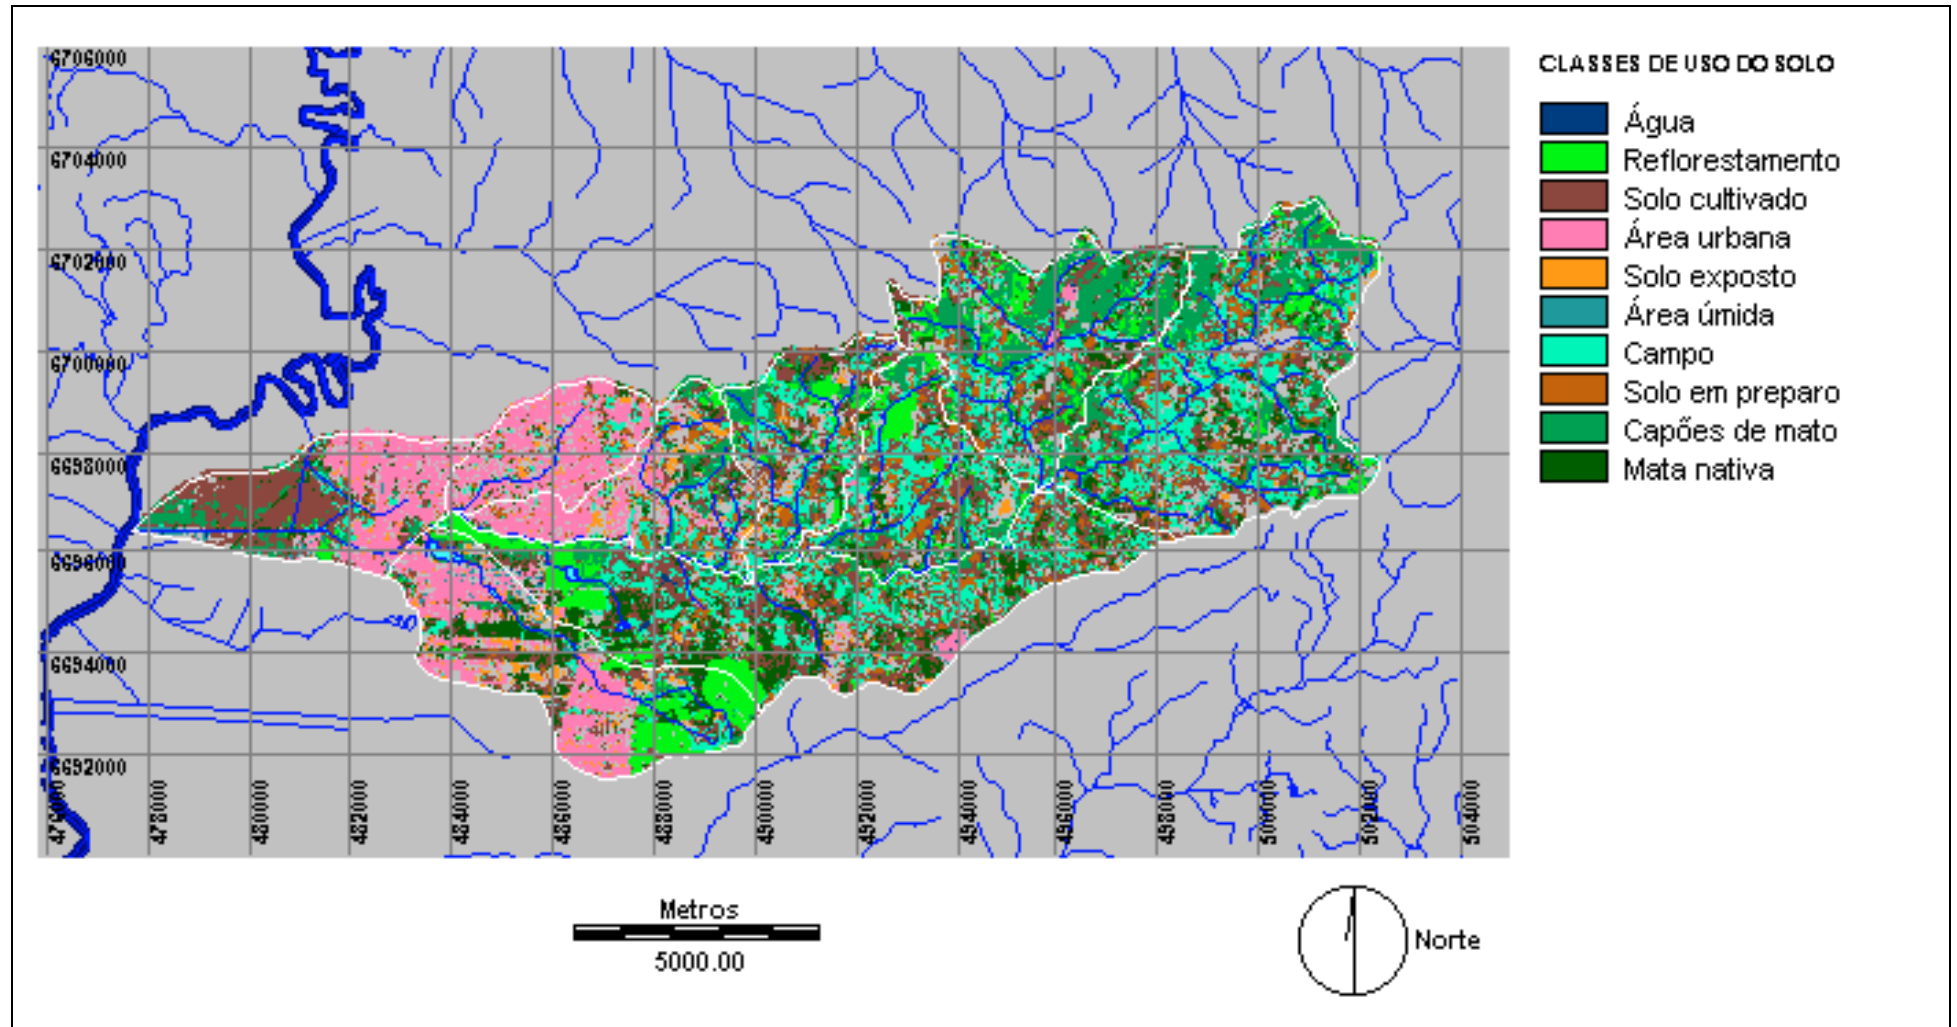 6706000
6704000
6702000
6700000
6698000
6696000
6694000
6692000
476000
478000
480000
482000
484000
486000
488000
490000
492000
494000
496000
498000
500000
502000
504000
CLASSES DE USO DO SOLO
Água
Reflorestamento
Solo cultivado
Área urbana
Solo exposto
Área úmida
Campo
Solo em preparo
Capões de mato
Mata nativa
Metros
5000.00
Norte